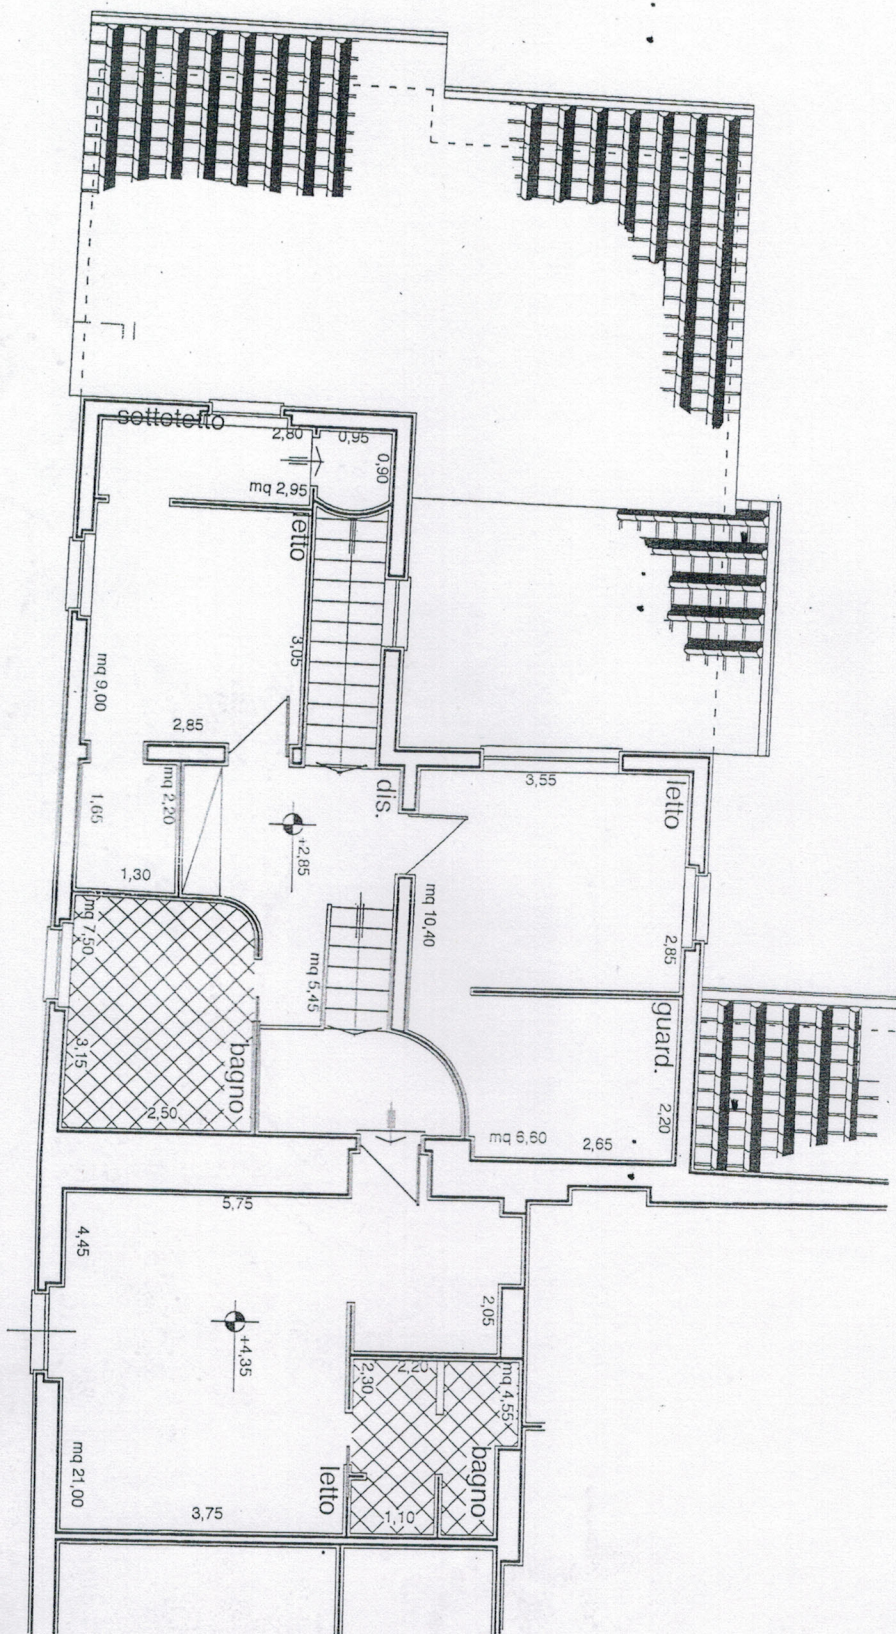 sottotetto
2,80
0,95
0,90
mq 2,95
letto
3,05
mq 9,00
2,85
dis.
3,55
letto
mq 2,20
1,65
+2,85
1,30
mq 10,40
mq 7,50
2,85
mq 5,45
guard.
3,15
bagno
2,50
2,20
mq 6,60
2,65
5,75
4,45
2,05
+4,35
2,30
2,20
mq 4,55
mq 21,00
letto
bagno
3,75
1,10